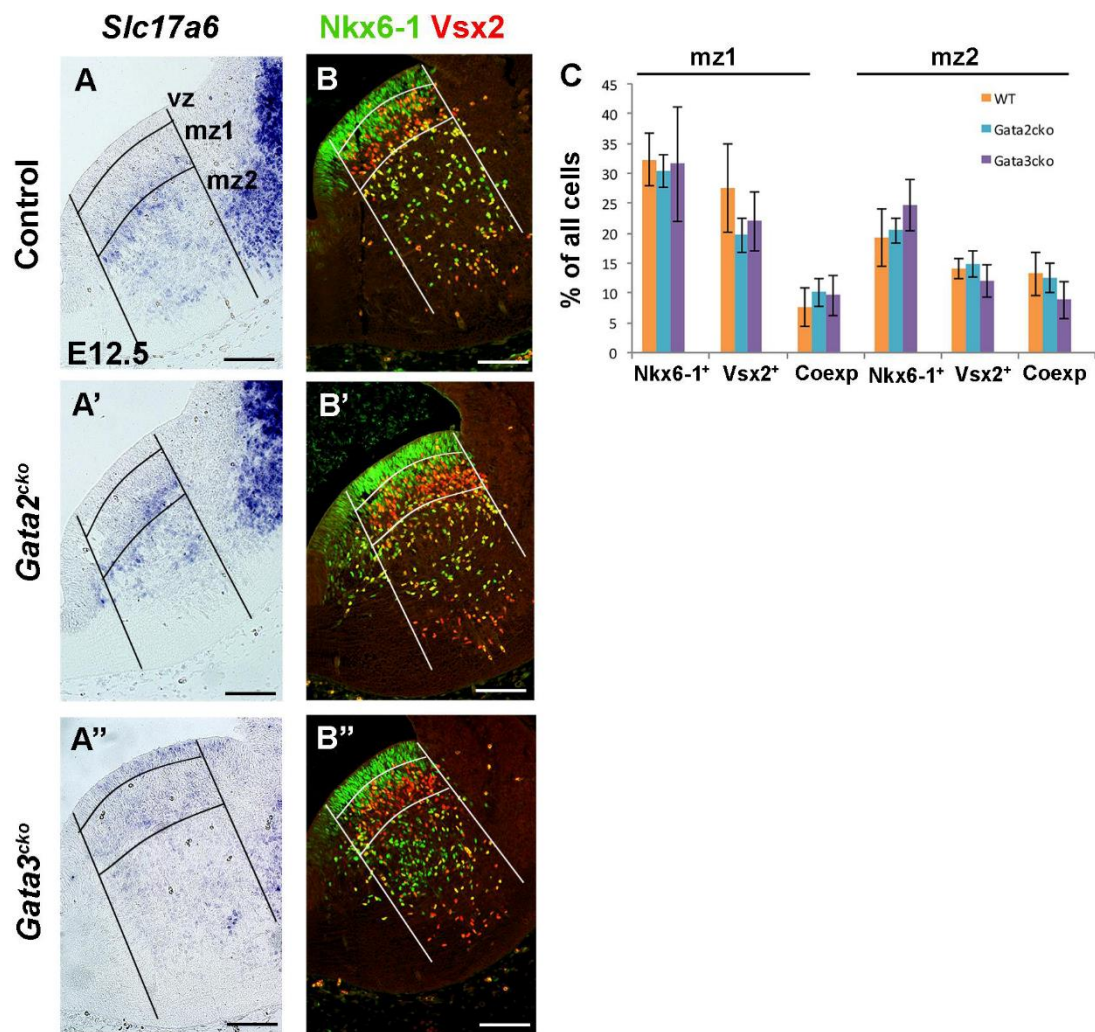 Slc17a6
Nkx6-1 Vsx2
Control
A
vz
mz1
mz2
E12.5
B
C
mz1
mz2
WT
Gata2cko
Gata3cko
% of all cells
45
40
35
30
25
20
15
10
5
0
Nkx6-1⁺ Vsx2⁺ Coexp Nkx6-1⁺ Vsx2⁺ Coexp
Gata2cko
A'
B'
Gata3cko
A"
B"